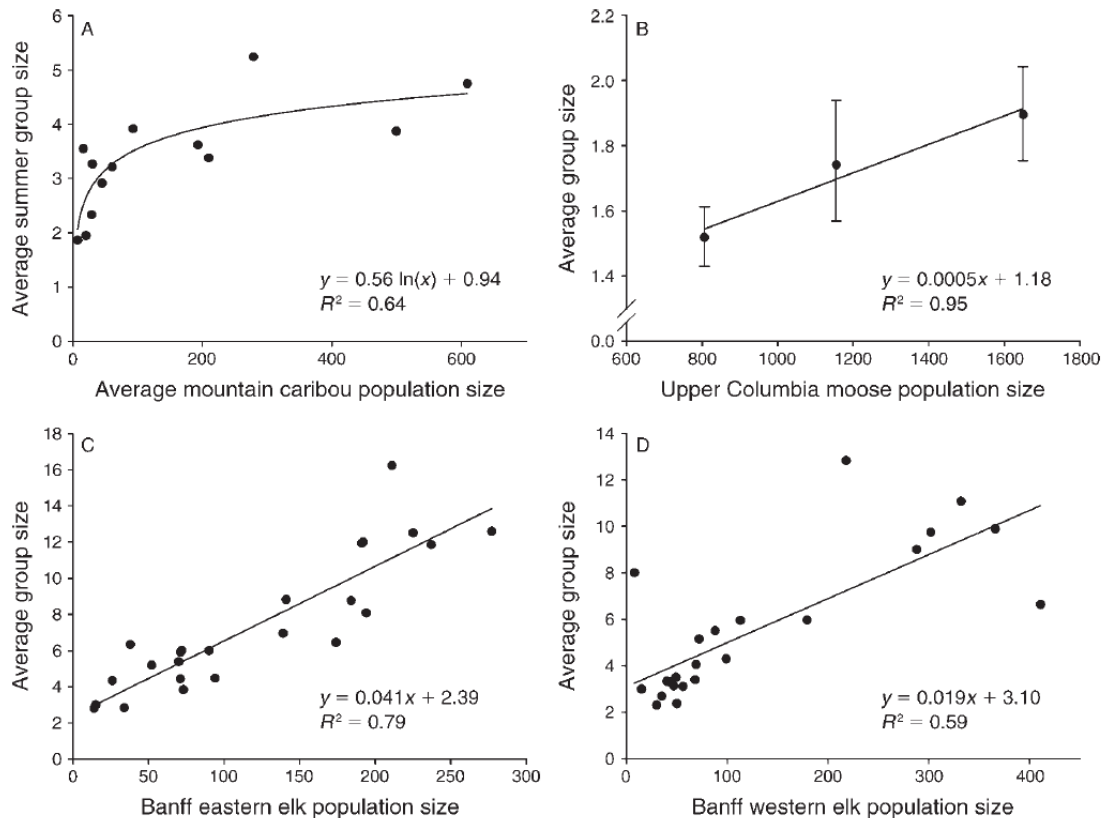 A
Average summer group size
6
5
4
3
2
1
0
y = 0.56 ln(x) + 0.94
R² = 0.64
0 200 400 600
Average mountain caribou population size
B
Average group size
2.2
2.0
1.8
1.6
1.4
0.0
y = 0.0005x + 1.18
R² = 0.95
600 800 1000 1200 1400 1600 1800
Upper Columbia moose population size
C
Average group size
18
16
14
12
10
8
6
4
2
0
y = 0.041x + 2.39
R² = 0.79
0 50 100 150 200 250 300
Banff eastern elk population size
D
Average group size
14
12
10
8
6
4
2
0
y = 0.019x + 3.10
R² = 0.59
0 100 200 300 400
Banff western elk population size